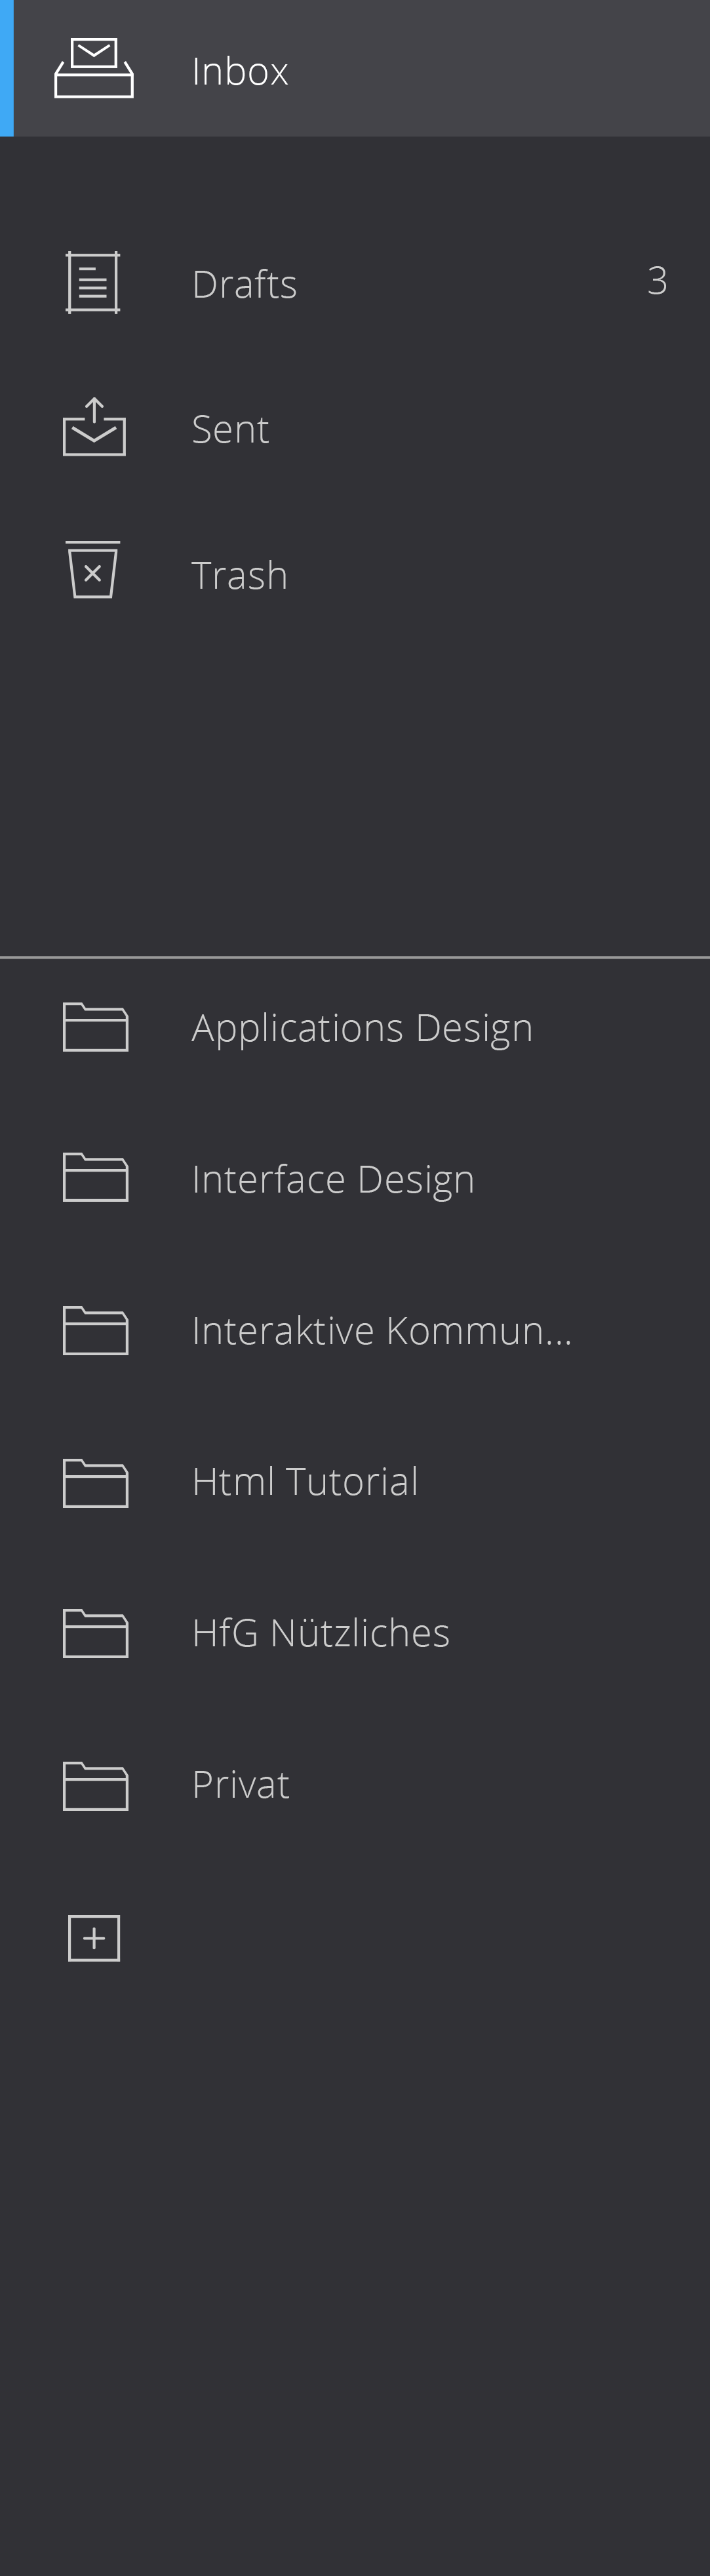 Inbox
Drafts 3
Sent
Trash
Applications Design
Interface Design
Interaktive Kommun...
Html Tutorial
HfG Nützliches
Privat